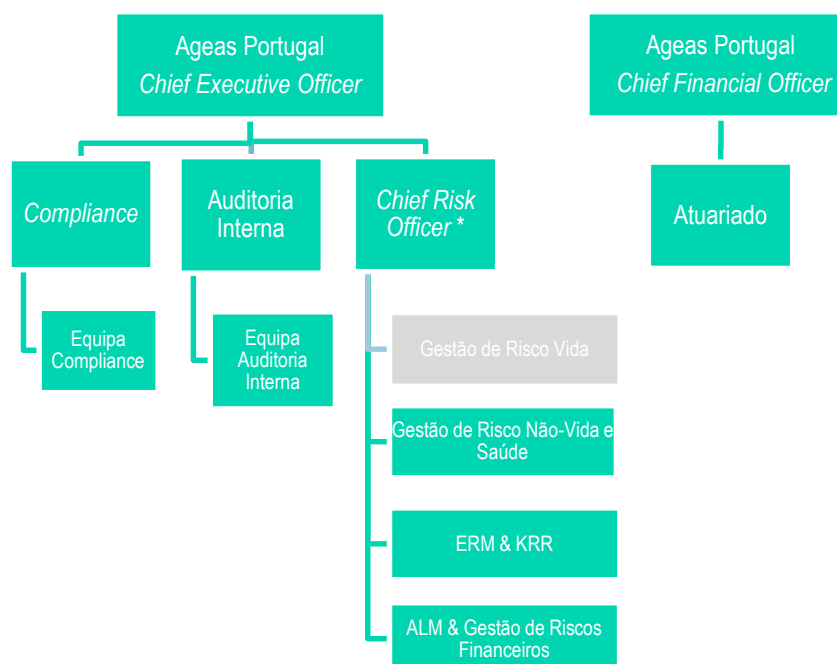 Ageas Portugal
Chief Executive Officer
Ageas Portugal
Chief Financial Officer
Compliance
Auditoria
Interna
Chief Risk
Officer *
Atuariado
Equipa
Compliance
Equipa
Auditoria
Interna
Gestão de Risco Vida
Gestão de Risco Não-Vida e
Saúde
ERM & KRR
ALM & Gestão de Riscos
Financeiros